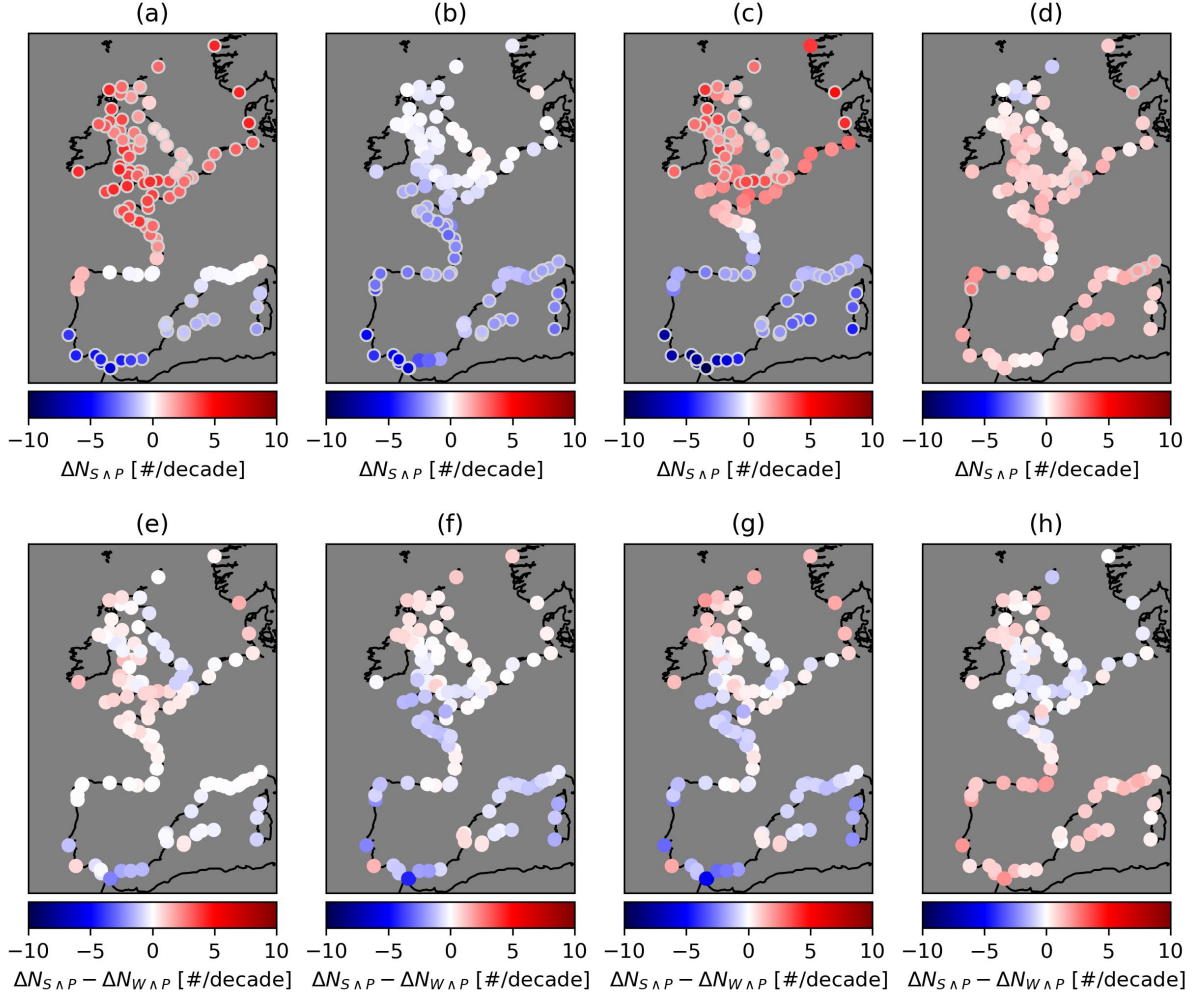 (a) (b) (c) (d)
−10 −5 0 5 10 −10 −5 0 5 10 −10 −5 0 5 10 −10 −5 0 5 10
ΔN_{S∧P} [#/decade] ΔN_{S∧P} [#/decade] ΔN_{S∧P} [#/decade] ΔN_{S∧P} [#/decade]
(e) (f) (g) (h)
−10 −5 0 5 10 −10 −5 0 5 10 −10 −5 0 5 10 −10 −5 0 5 10
ΔN_{S∧P} − ΔN_{W∧P} [#/decade] ΔN_{S∧P} − ΔN_{W∧P} [#/decade] ΔN_{S∧P} − ΔN_{W∧P} [#/decade] ΔN_{S∧P} − ΔN_{W∧P} [#/decade]